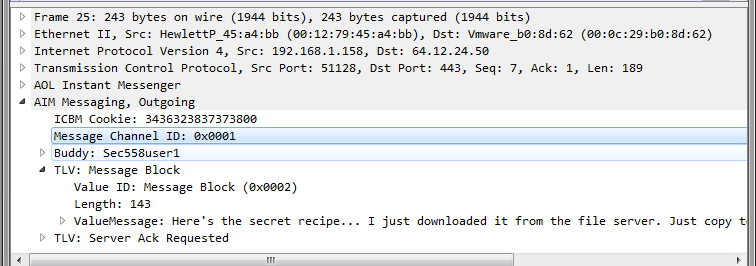 Frame 25: 243 bytes on wire (1944 bits), 243 bytes captured (1944 bits)
Ethernet II, Src: HewlettP_45:a4:bb (00:12:79:45:a4:bb), Dst: Vmware_b0:8d:62 (00:0c:29:b0:8d:62)
Internet Protocol Version 4, Src: 192.168.1.158, Dst: 64.12.24.50
Transmission Control Protocol, Src Port: 51128, Dst Port: 443, Seq: 7, Ack: 1, Len: 189
AOL Instant Messenger
AIM Messaging, Outgoing
ICBM Cookie: 3436323837373800
Message Channel ID: 0x0001
Buddy: Sec558user1
TLV: Message Block
Value ID: Message Block (0x0002)
Length: 143
ValueMessage: Here's the secret recipe... I just downloaded it from the file server. Just copy to
TLV: Server Ack Requested